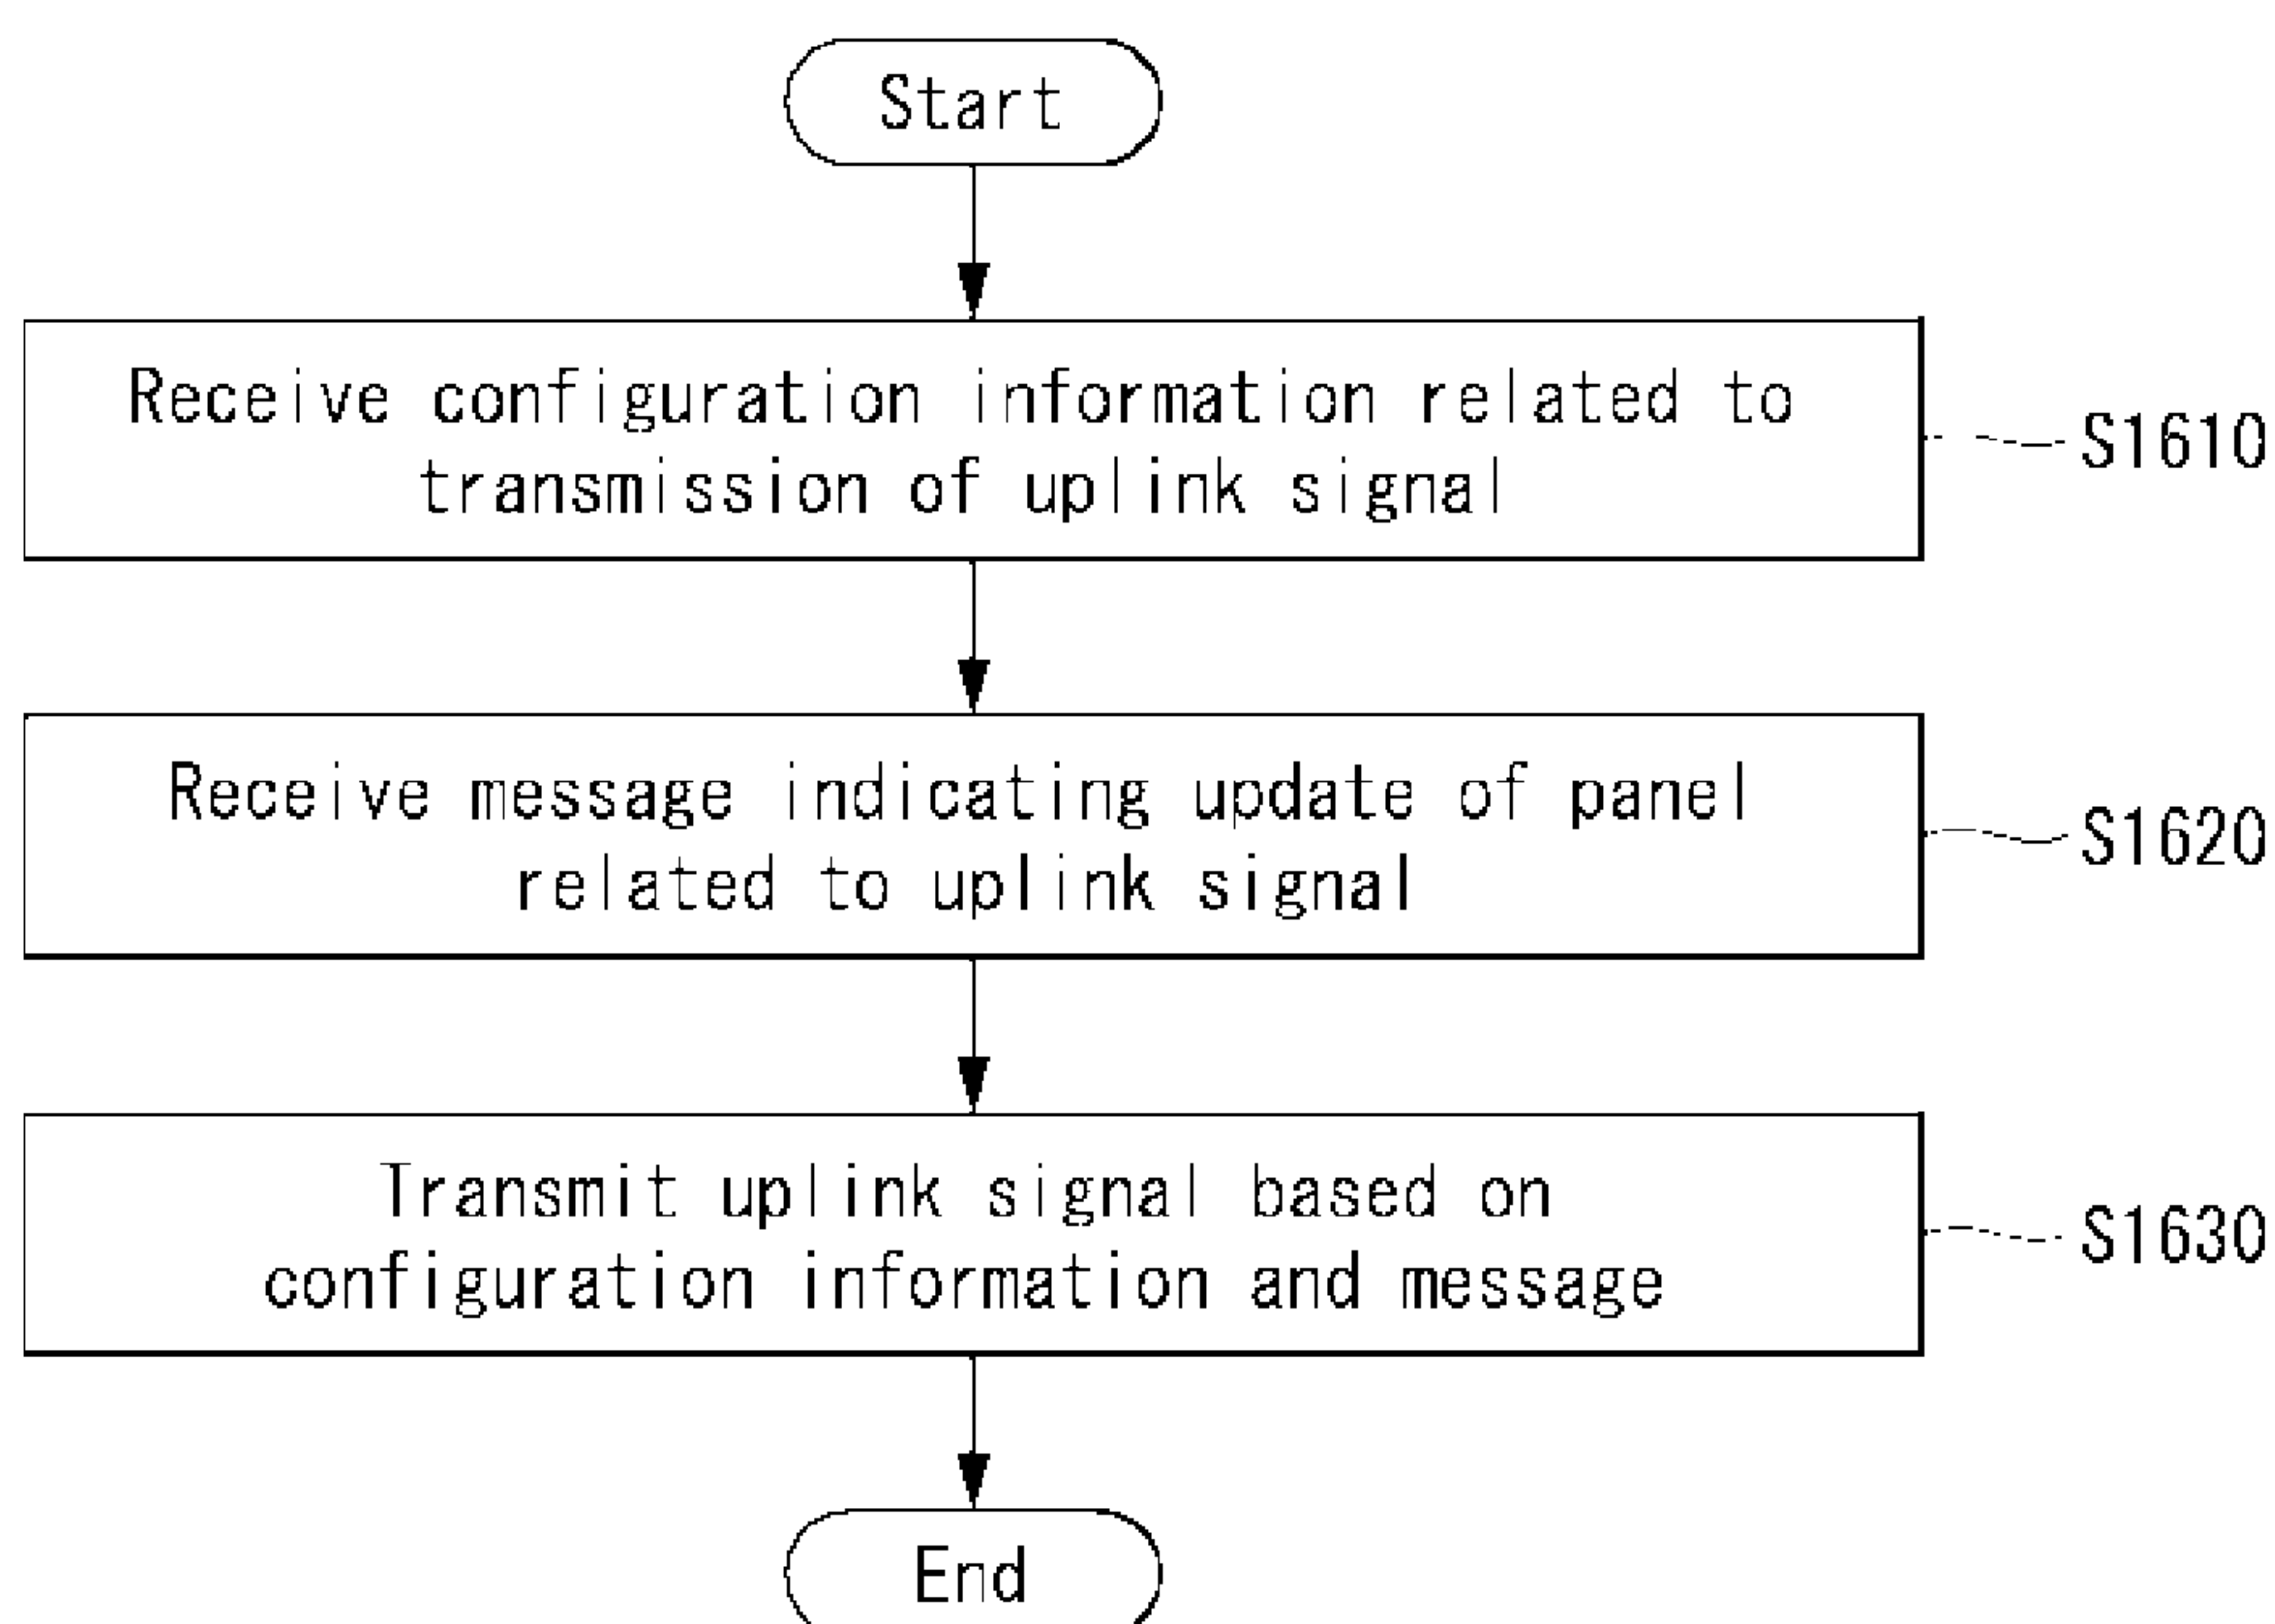 Start
Receive configuration information related to
transmission of uplink signal
S1610
Receive message indicating update of panel
related to uplink signal
S1620
Transmit uplink signal based on
configuration information and message
S1630
End